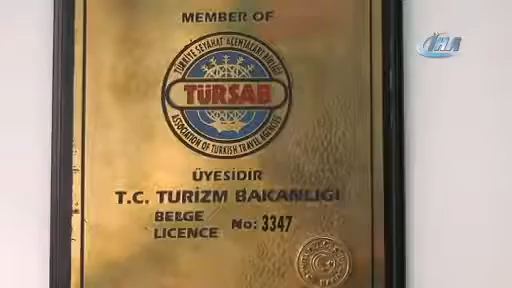 MEMBER OF
TÜRKİYE SEYAHAT ACENTALARI BİRLİĞİ
TÜRSAB
ASSOCIATION OF TURKISH TRAVEL AGENCIES
ÜYESİDİR
T.C. TURİZM BAKANLIĞI
BELGE
LICENCE No: 3347
İHA